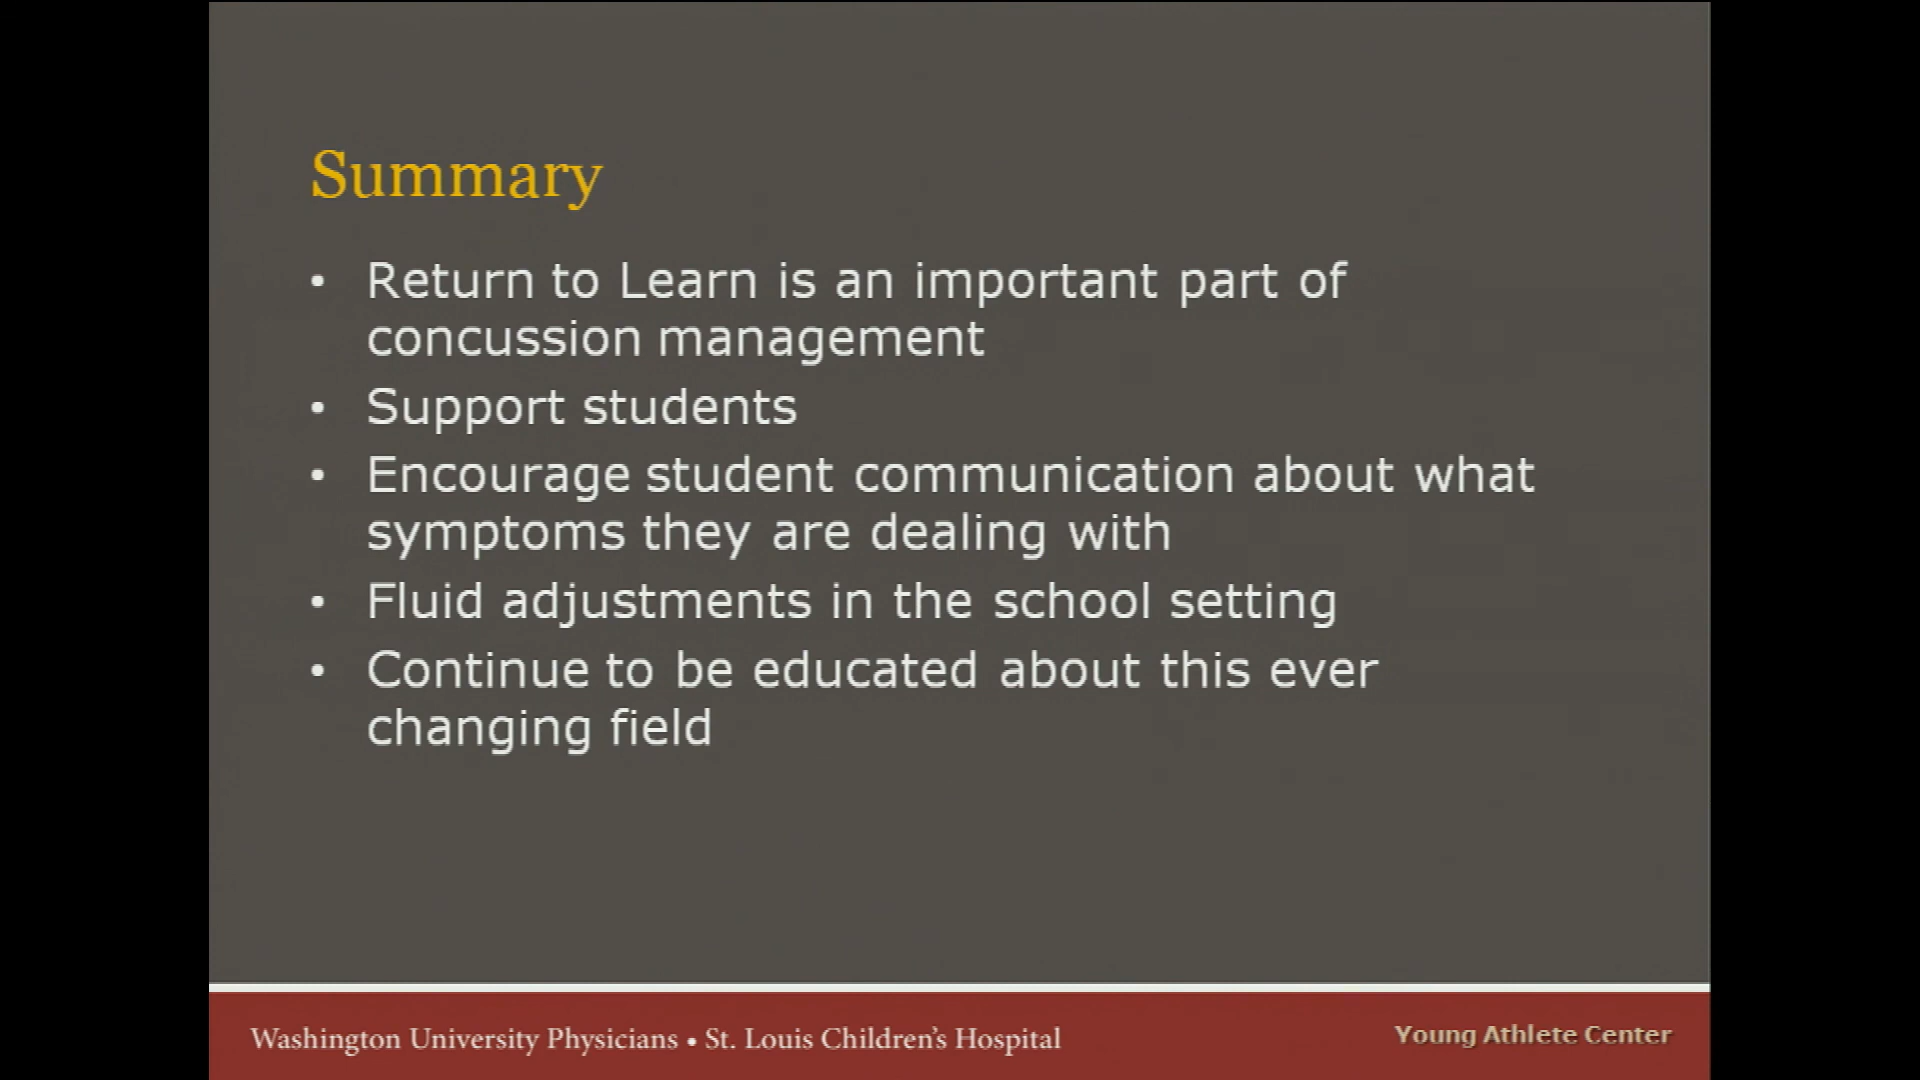 Summary
• Return to Learn is an important part of
concussion management
• Support students
• Encourage student communication about what
symptoms they are dealing with
• Fluid adjustments in the school setting
• Continue to be educated about this ever
changing field
Washington University Physicians • St. Louis Children's Hospital
Young Athlete Center